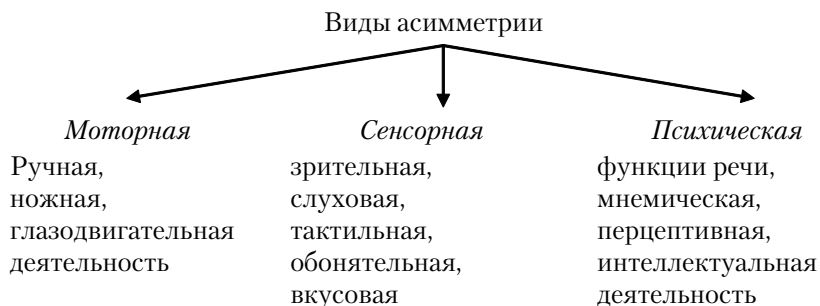 Виды асимметрии
Моторная
Ручная,
ножная,
глазодвигательная
деятельность
Сенсорная
зрительная,
слуховая,
тактильная,
обонятельная,
вкусовая
Психическая
функции речи,
мнемическая,
перцептивная,
интеллектуальная
деятельность